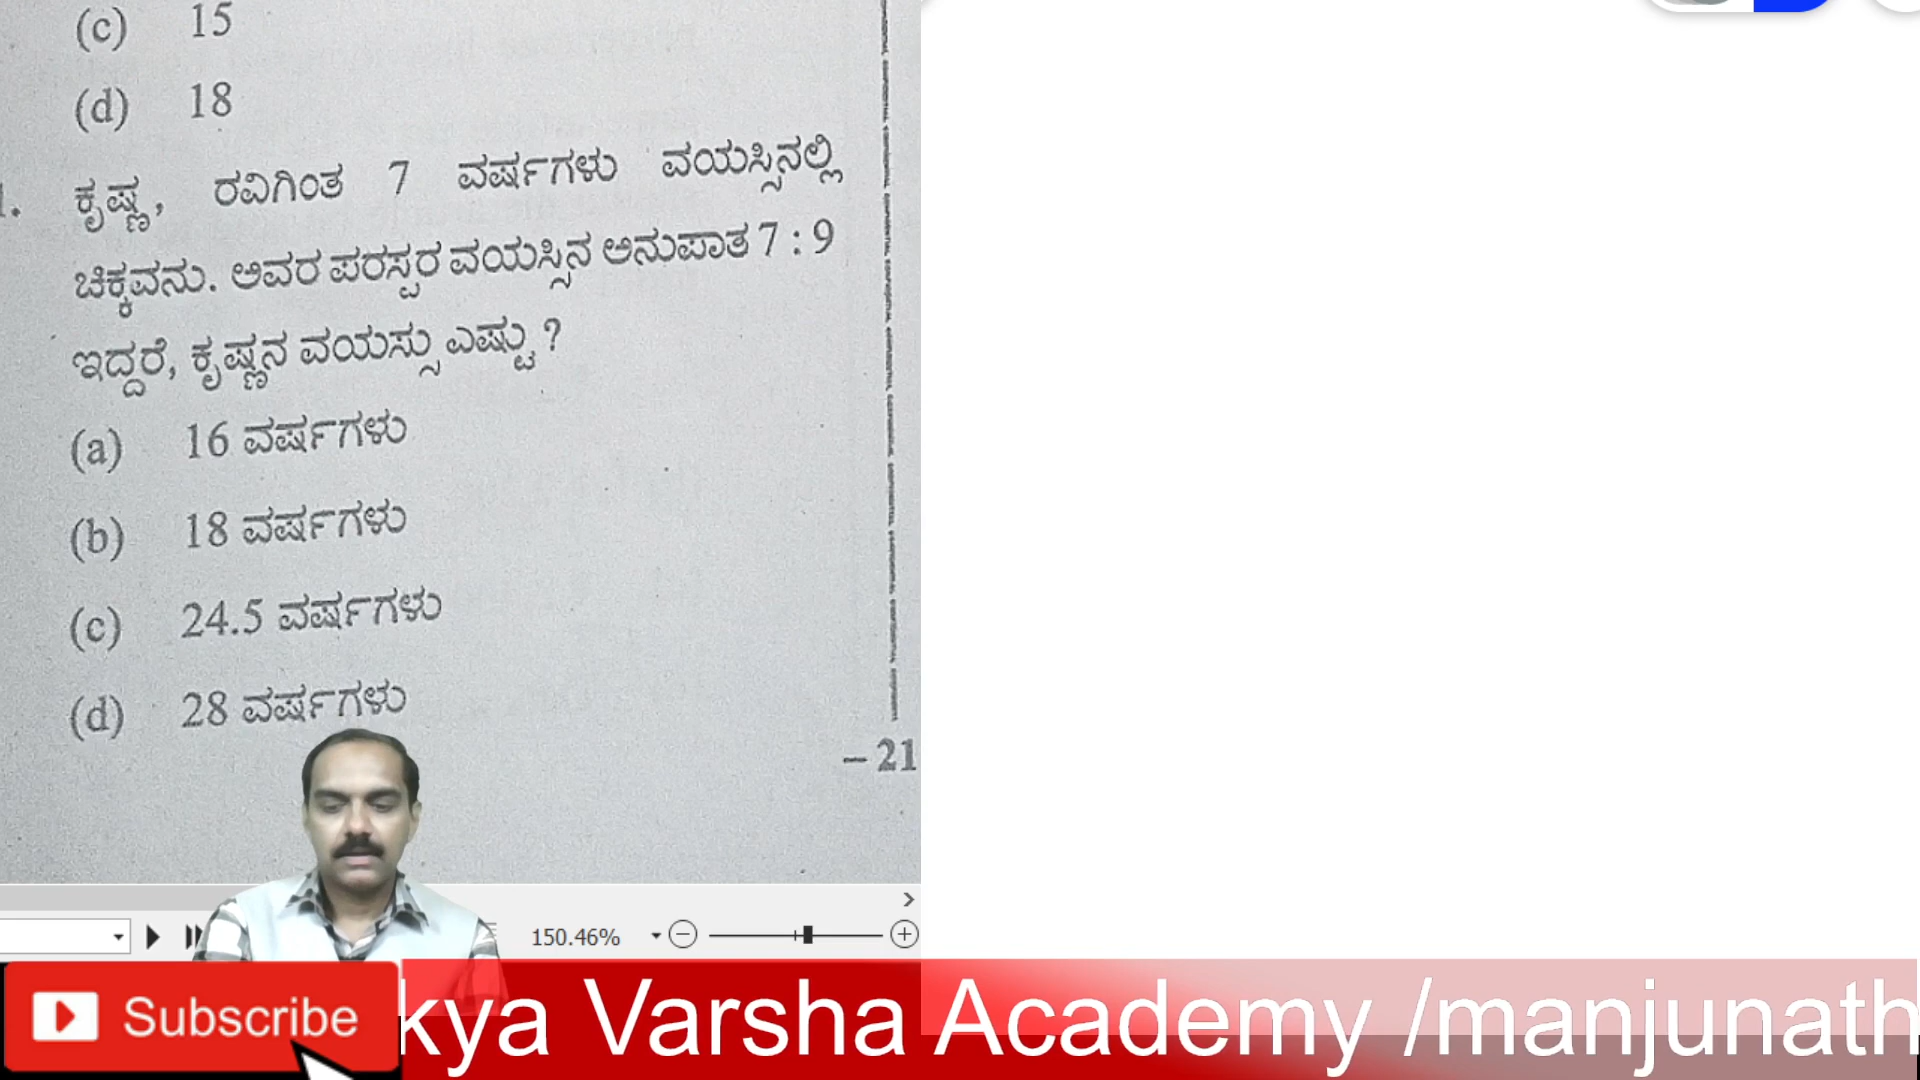 (c) 15
(d) 18
ಕೃಷ್ಣ, ರವಿಗಿಂತ 7 ವರ್ಷಗಳು ವಯಸ್ಸಿನಲ್ಲಿ
ಚಿಕ್ಕವನು. ಅವರ ಪರಸ್ಪರ ವಯಸ್ಸಿನ ಅನುಪಾತ 7 : 9
ಇದ್ದರೆ, ಕೃಷ್ಣನ ವಯಸ್ಸು ಎಷ್ಟು ?
(a) 16 ವರ್ಷಗಳು
(b) 18 ವರ್ಷಗಳು
(c) 24.5 ವರ್ಷಗಳು
(d) 28 ವರ್ಷಗಳು
– 21
150.46%
Subscribe
kya Varsha Academy /manjunath